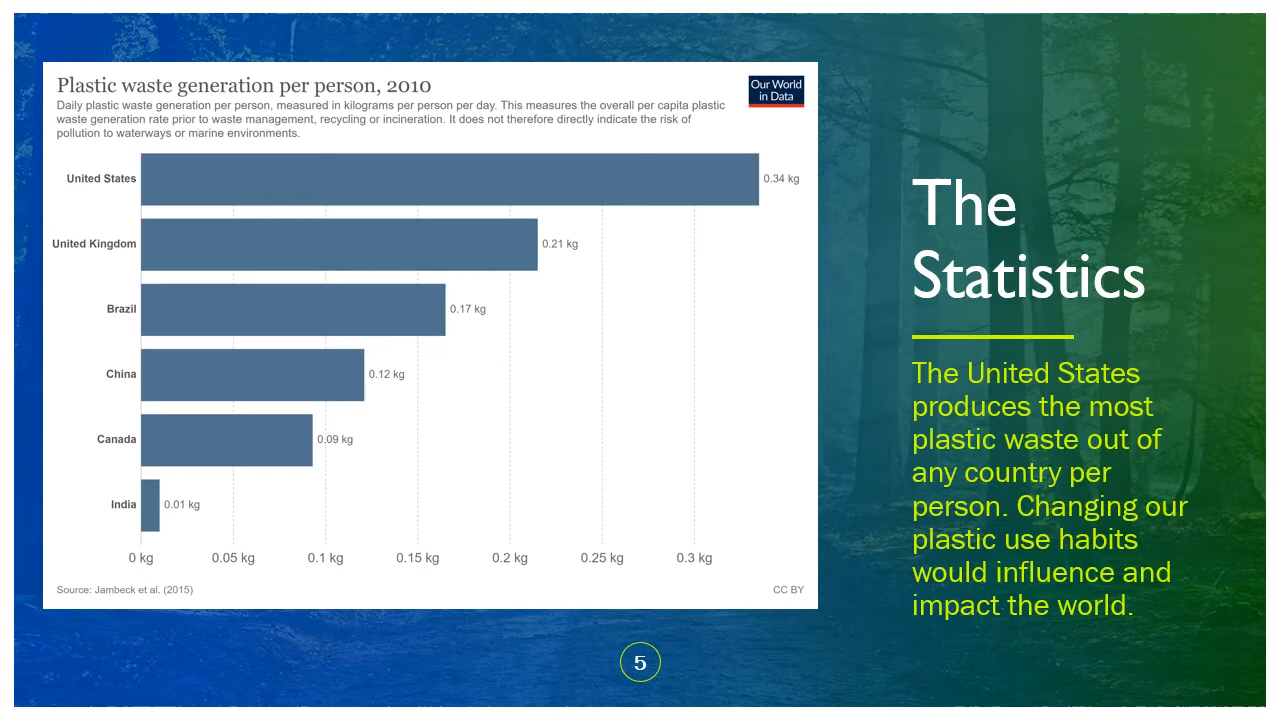 Plastic waste generation per person, 2010
Daily plastic waste generation per person, measured in kilograms per person per day. This measures the overall per capita plastic
waste generation rate prior to waste management, recycling or incineration. It does not therefore directly indicate the risk of
pollution to waterways or marine environments.
Our World
in Data
United States
0.34 kg
United Kingdom
0.21 kg
Brazil
0.17 kg
China
0.12 kg
Canada
0.09 kg
India
0.01 kg
0 kg
0.05 kg
0.1 kg
0.15 kg
0.2 kg
0.25 kg
0.3 kg
Source: Jambeck et al. (2015)
CC BY
The
Statistics
The United States
produces the most
plastic waste out of
any country per
person. Changing our
plastic use habits
would influence and
impact the world.
5